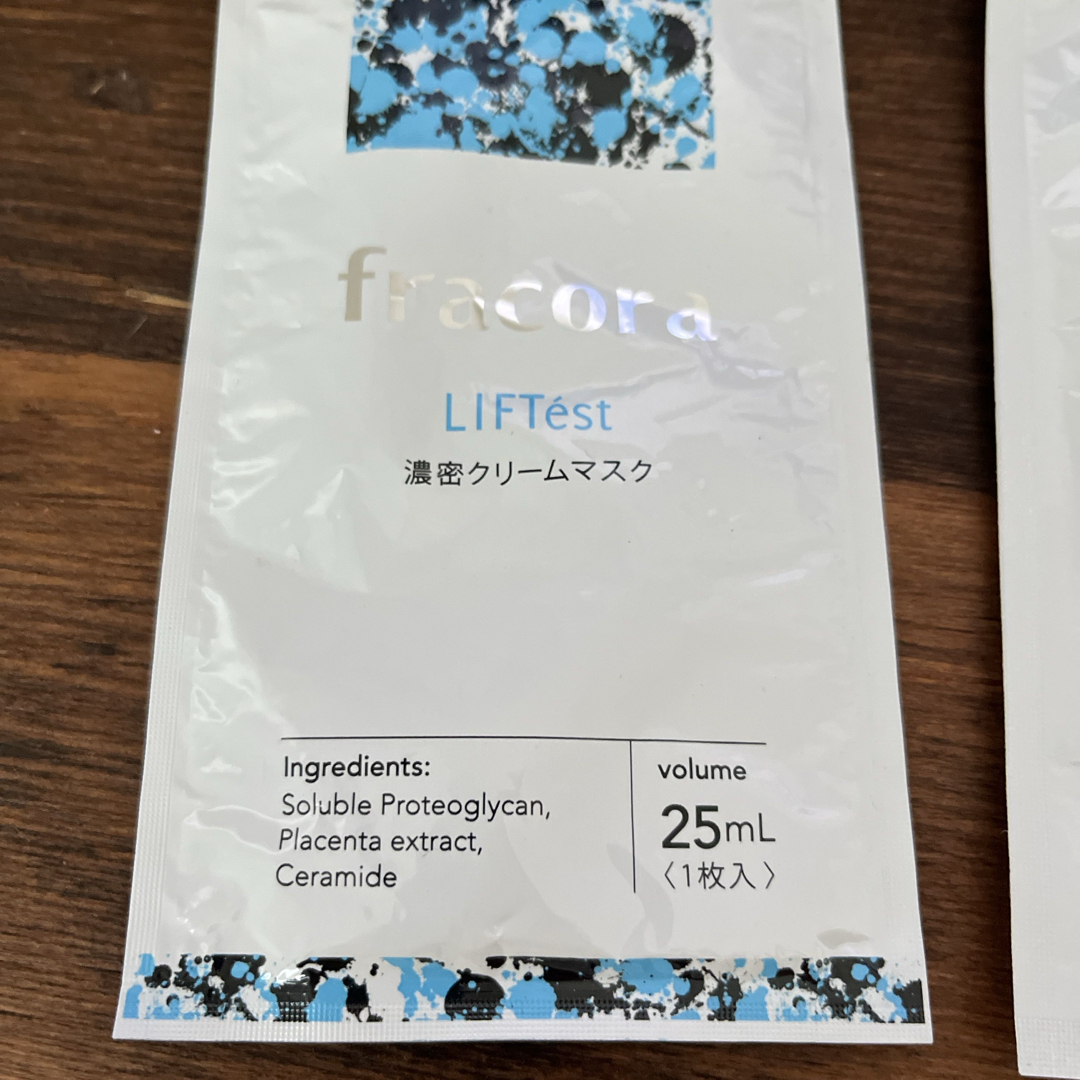 fracora
LIFTést
濃密クリームマスク
Ingredients:
Soluble Proteoglycan,
Placenta extract,
Ceramide
volume
25mL
〈1枚入〉